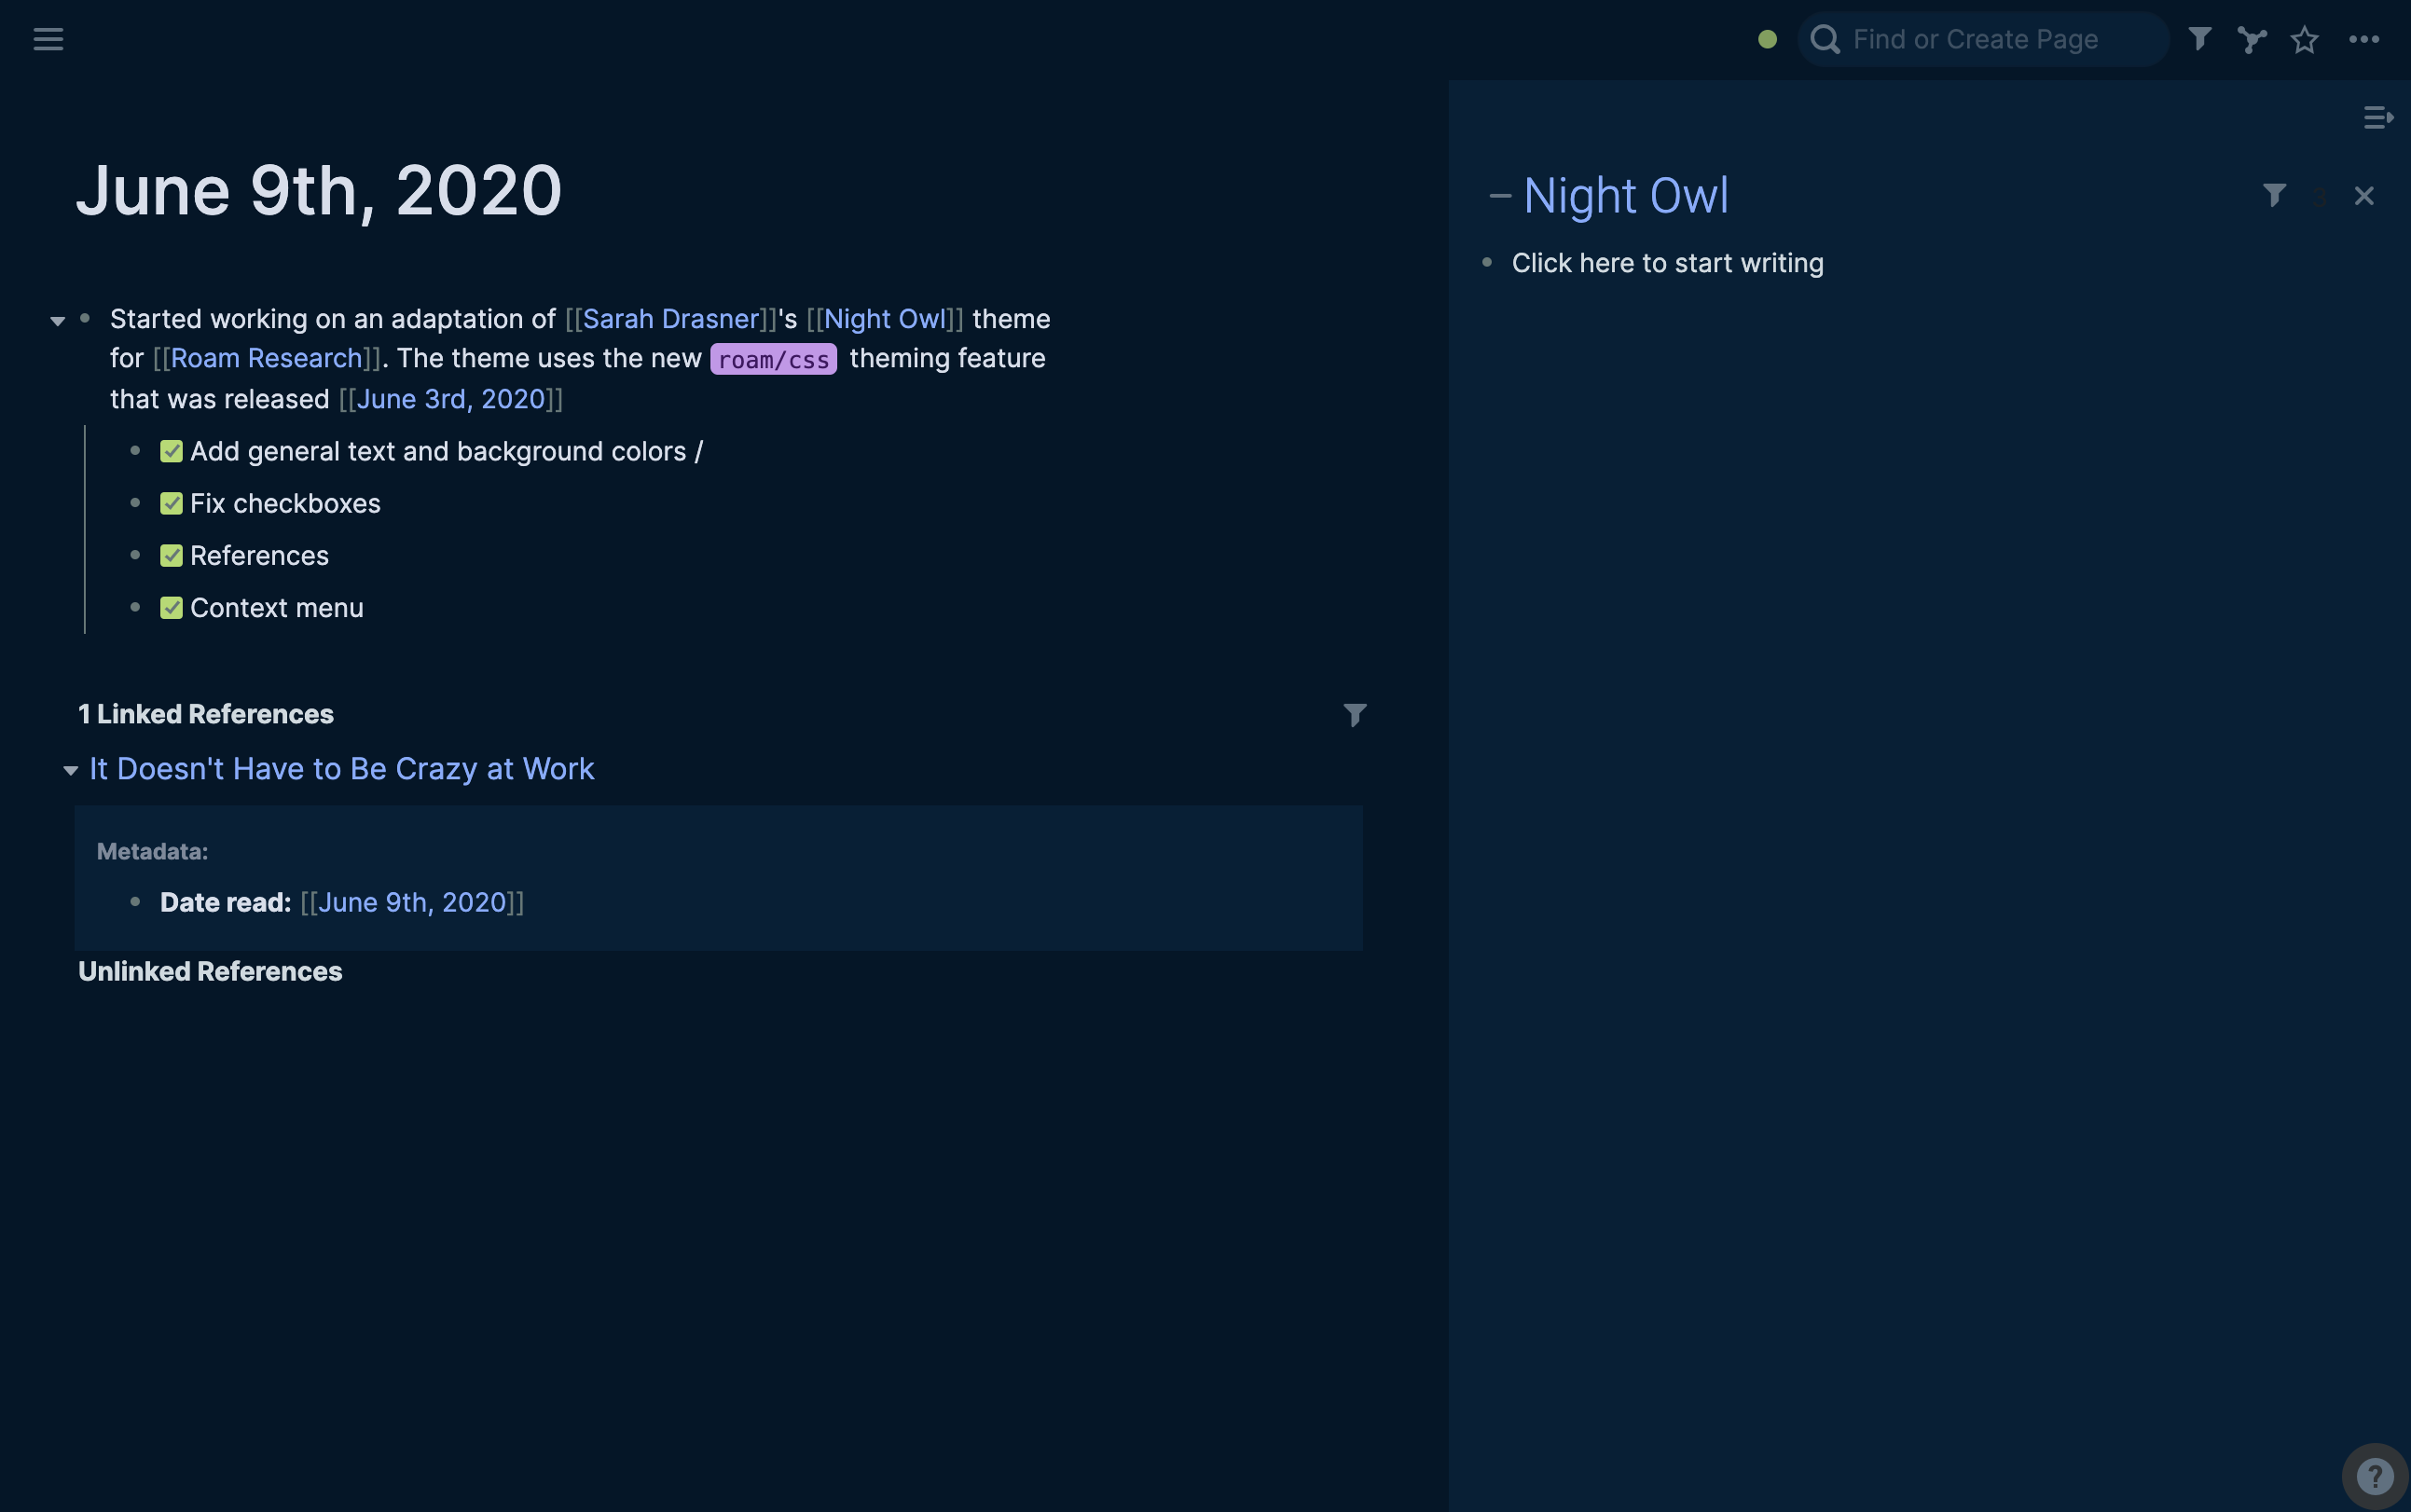 Find or Create Page
June 9th, 2020
Started working on an adaptation of [[Sarah Drasner]]'s [[Night Owl]] theme
for [[Roam Research]]. The theme uses the new roam/css theming feature
that was released [[June 3rd, 2020]]
Add general text and background colors /
Fix checkboxes
References
Context menu
1 Linked References
It Doesn't Have to Be Crazy at Work
Metadata:
Date read: [[June 9th, 2020]]
Unlinked References
Night Owl
3
Click here to start writing
?